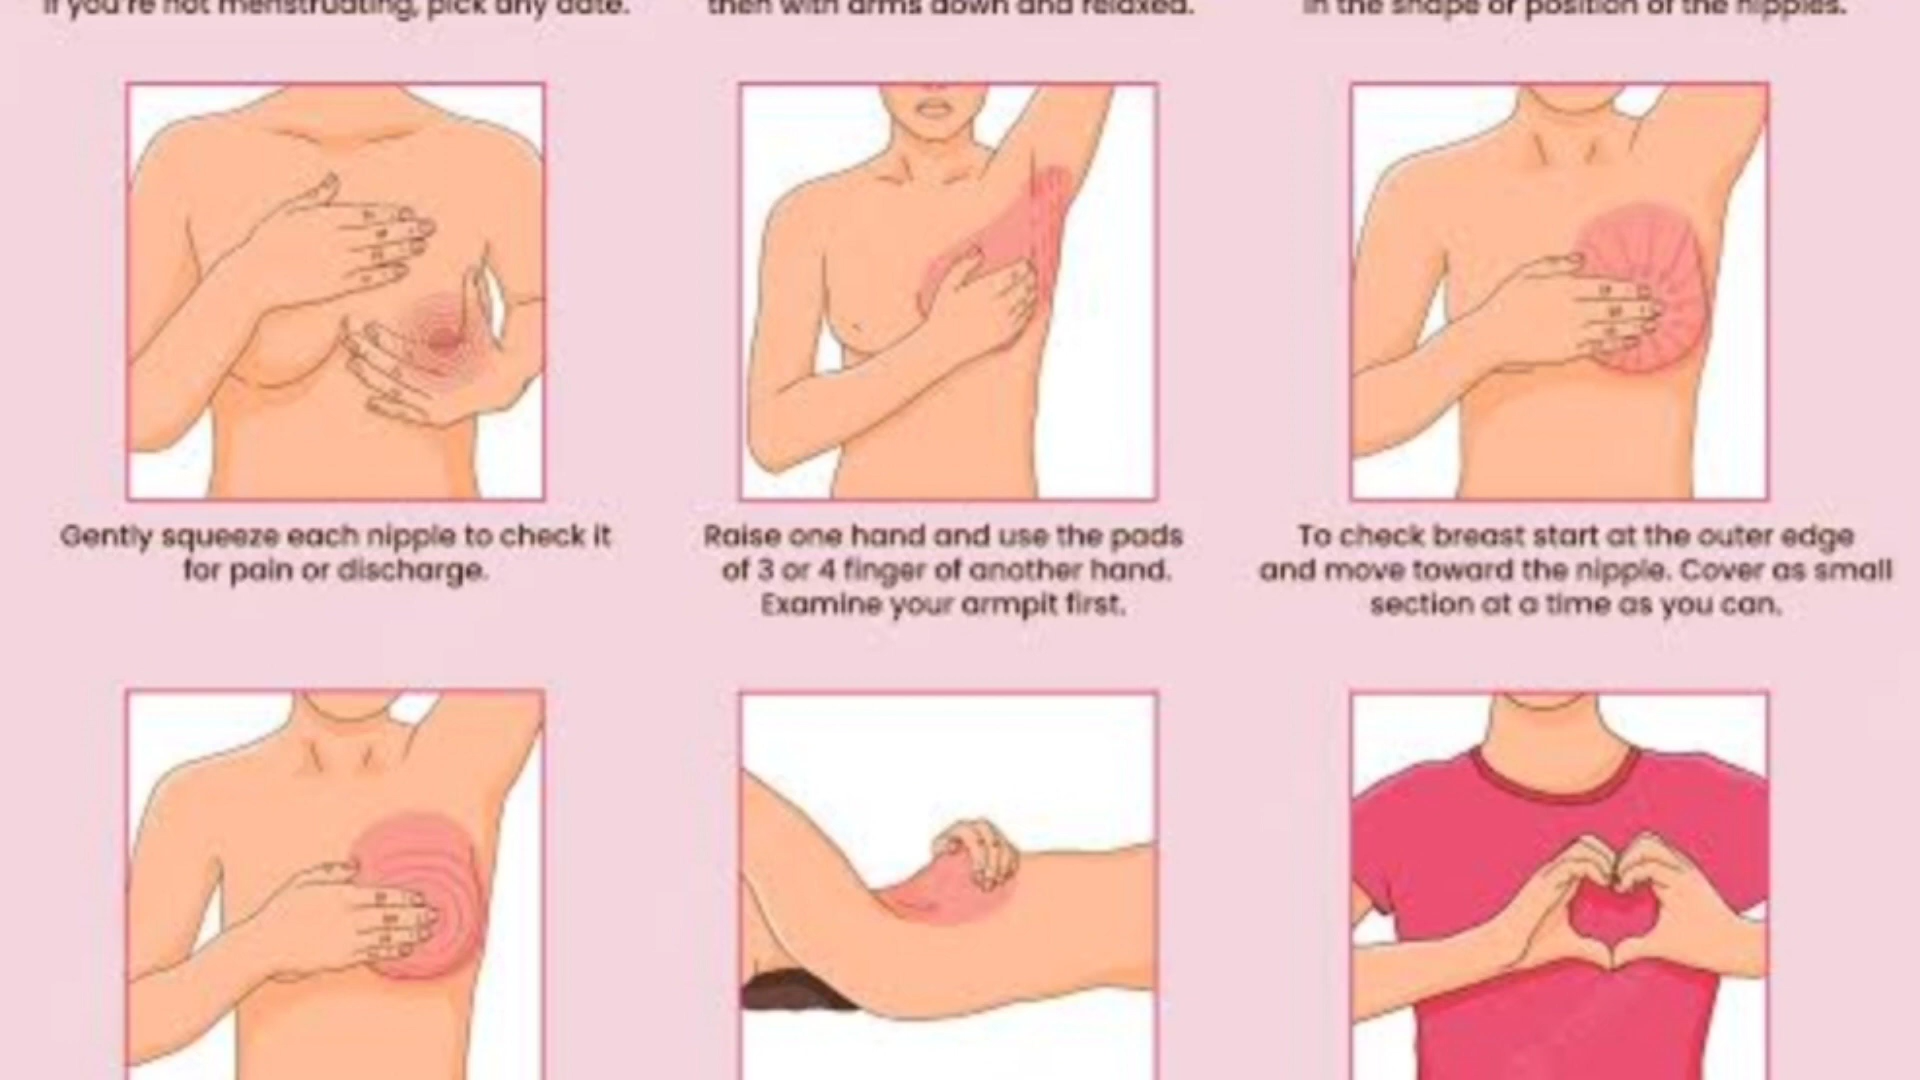 If you're not menstruating, pick any date.
then with arms down and relaxed.
in the shape or position of the nipples.
Gently squeeze each nipple to check it
for pain or discharge.
Raise one hand and use the pads
of 3 or 4 finger of another hand.
Examine your armpit first.
To check breast start at the outer edge
and move toward the nipple. Cover as small
section at a time as you can.